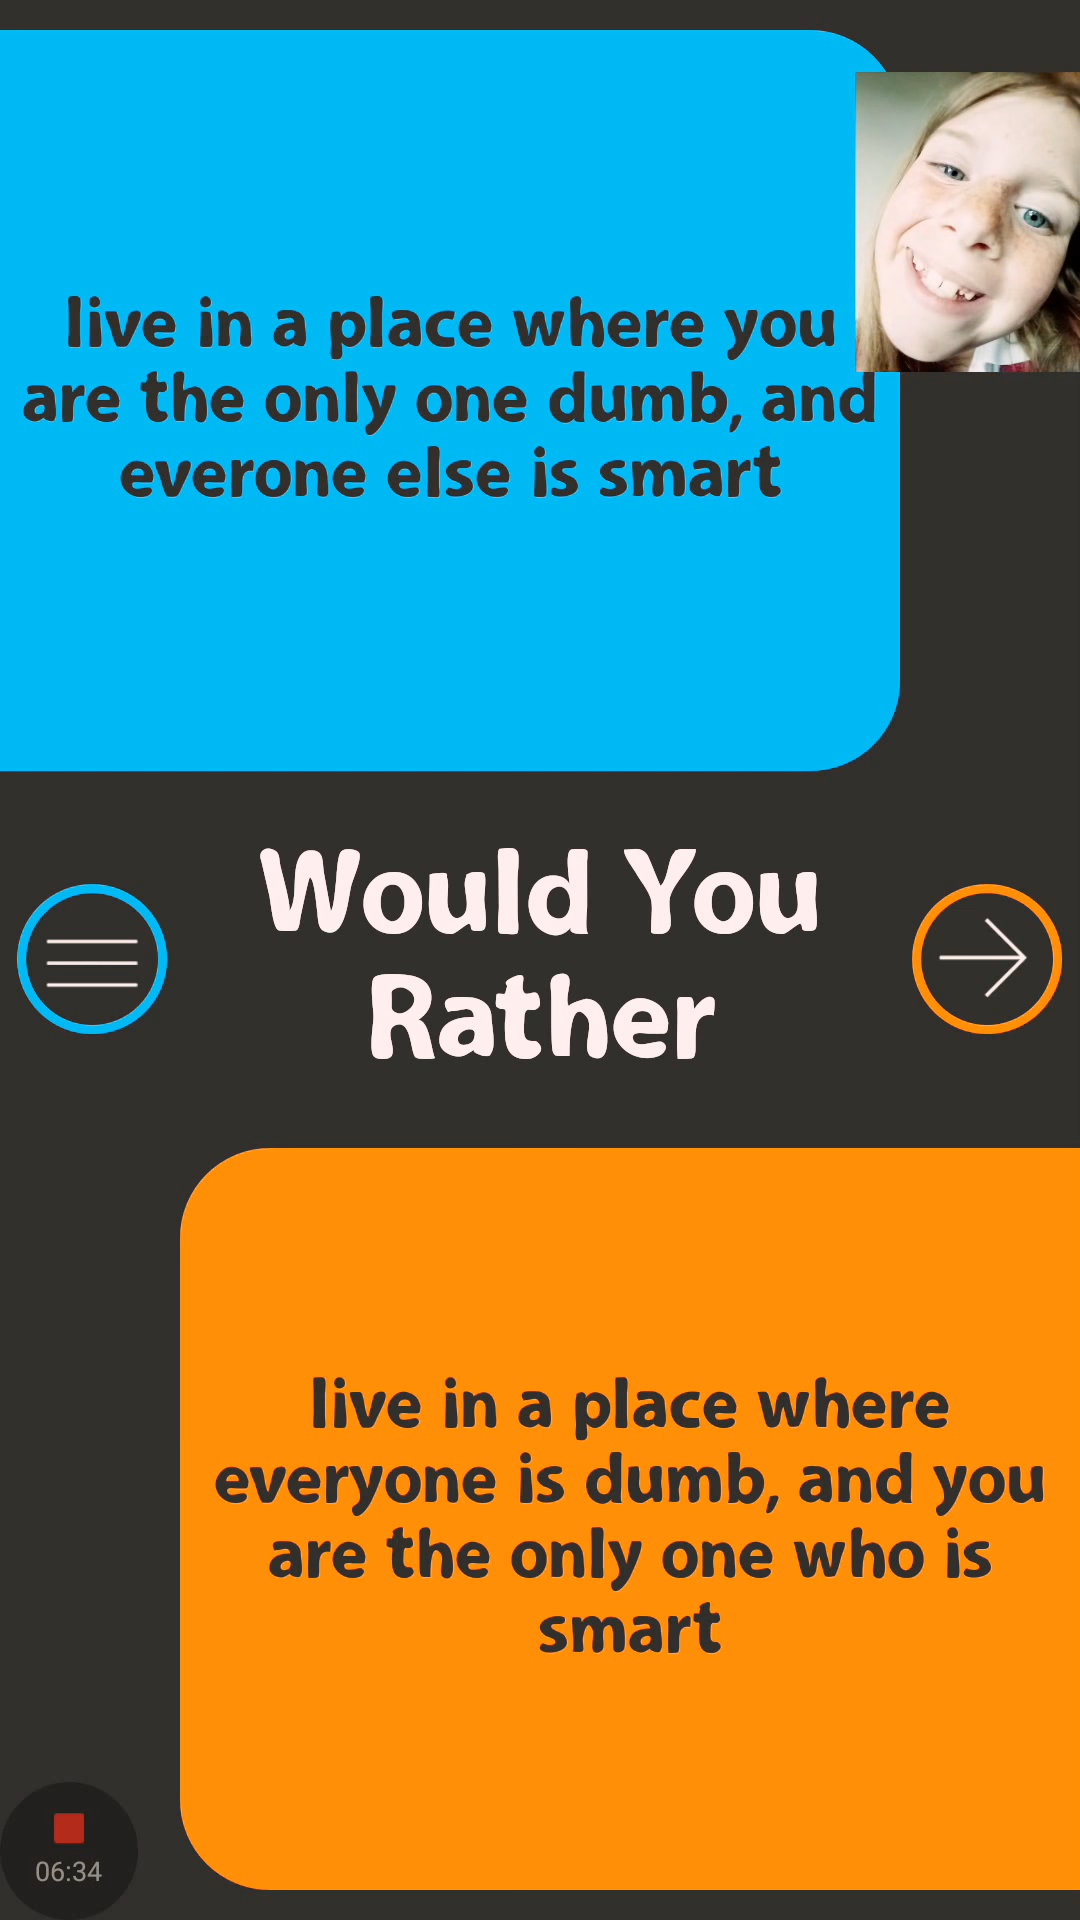 live in a place where you
are the only one dumb, and
everone else is smart
Would You
Rather
live in a place where
everyone is dumb, and you
are the only one who is
smart
06:34